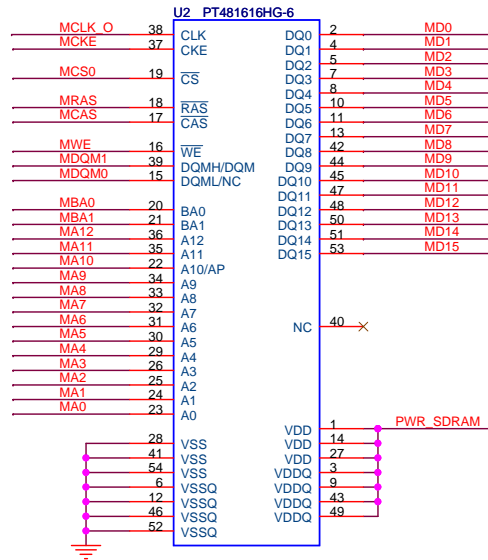 U2 PT481616HG-6
MCLK_O 38 CLK DQ0 2 MD0
MCKE 37 CKE DQ1 4 MD1
DQ2 5 MD2
MCS0 19 CS DQ3 7 MD3
DQ4 8 MD4
MRAS 18 RAS DQ5 10 MD5
MCAS 17 CAS DQ6 11 MD6
DQ7 13 MD7
MWE 16 WE DQ8 42 MD8
MDQM1 39 DQMH/DQM DQ9 44 MD9
MDQM0 15 DQML/NC DQ10 45 MD10
DQ11 47 MD11
MBA0 20 BA0 DQ12 48 MD12
MBA1 21 BA1 DQ13 50 MD13
MA12 36 A12 DQ14 51 MD14
MA11 35 A11 DQ15 53 MD15
MA10 22 A10/AP
MA9 34 A9
MA8 33 A8
MA7 32 A7
MA6 31 A6 NC 40
MA5 30 A5
MA4 29 A4
MA3 26 A3
MA2 25 A2
MA1 24 A1
MA0 23 A0
VDD 1 PWR_SDRAM
28 VSS VDD 14
41 VSS VDD 27
54 VSS VDDQ 3
6 VSSQ VDDQ 9
12 VSSQ VDDQ 43
46 VSSQ VDDQ 49
52 VSSQ